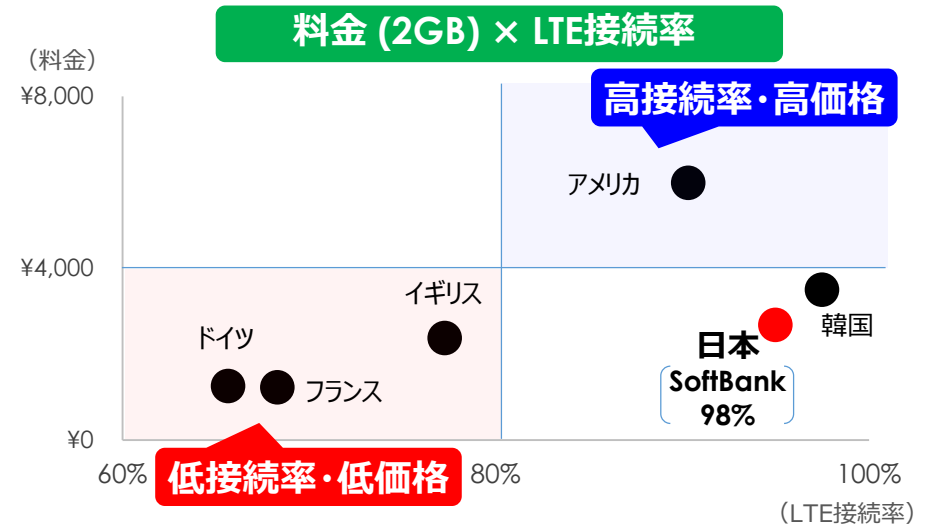 料金 (2GB) × LTE接続率
（料金）
¥8,000
高接続率・高価格
アメリカ
¥4,000
イギリス
韓国
ドイツ
日本
フランス
SoftBank
98%
¥0
60%
低接続率・低価格
80%
100%
（LTE接続率）